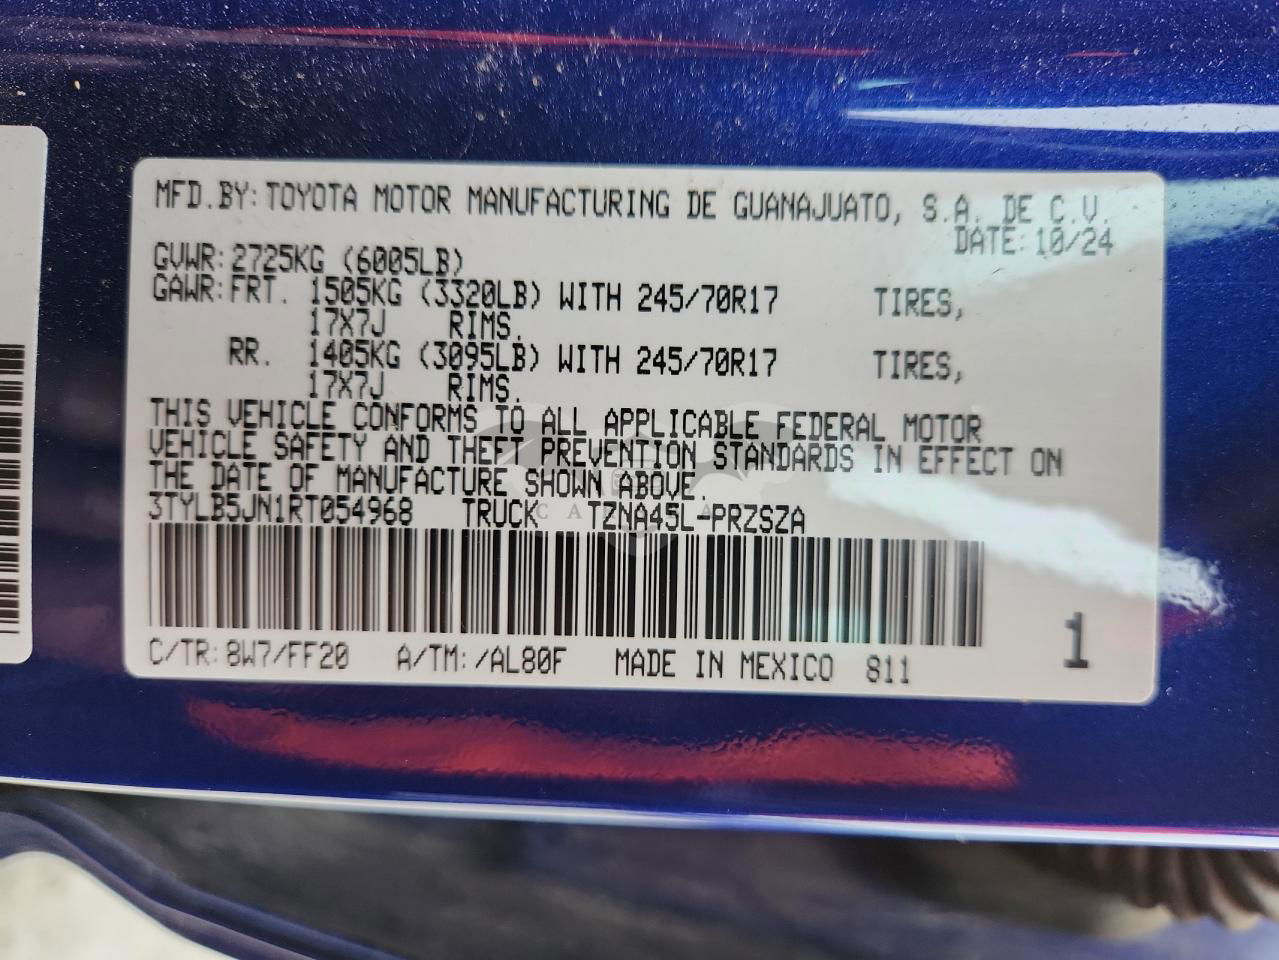 MFD.BY: TOYOTA MOTOR MANUFACTURING DE GUANAJUATO, S.A. DE C.V.
DATE: 10/24
GVWR: 2725KG (6005LB)
GAWR: FRT. 1505KG (3320LB) WITH 245/70R17 TIRES,
17X7J RIMS.
RR. 1405KG (3095LB) WITH 245/70R17 TIRES,
17X7J RIMS.
THIS VEHICLE CONFORMS TO ALL APPLICABLE FEDERAL MOTOR
VEHICLE SAFETY AND THEFT PREVENTION STANDARDS IN EFFECT ON
THE DATE OF MANUFACTURE SHOWN ABOVE.
3TYLB5JN1RT054968 TRUCK TZNA45L-PRZSZA
C/TR: 8W7/FF20 A/TM: /AL80F MADE IN MEXICO 811
1